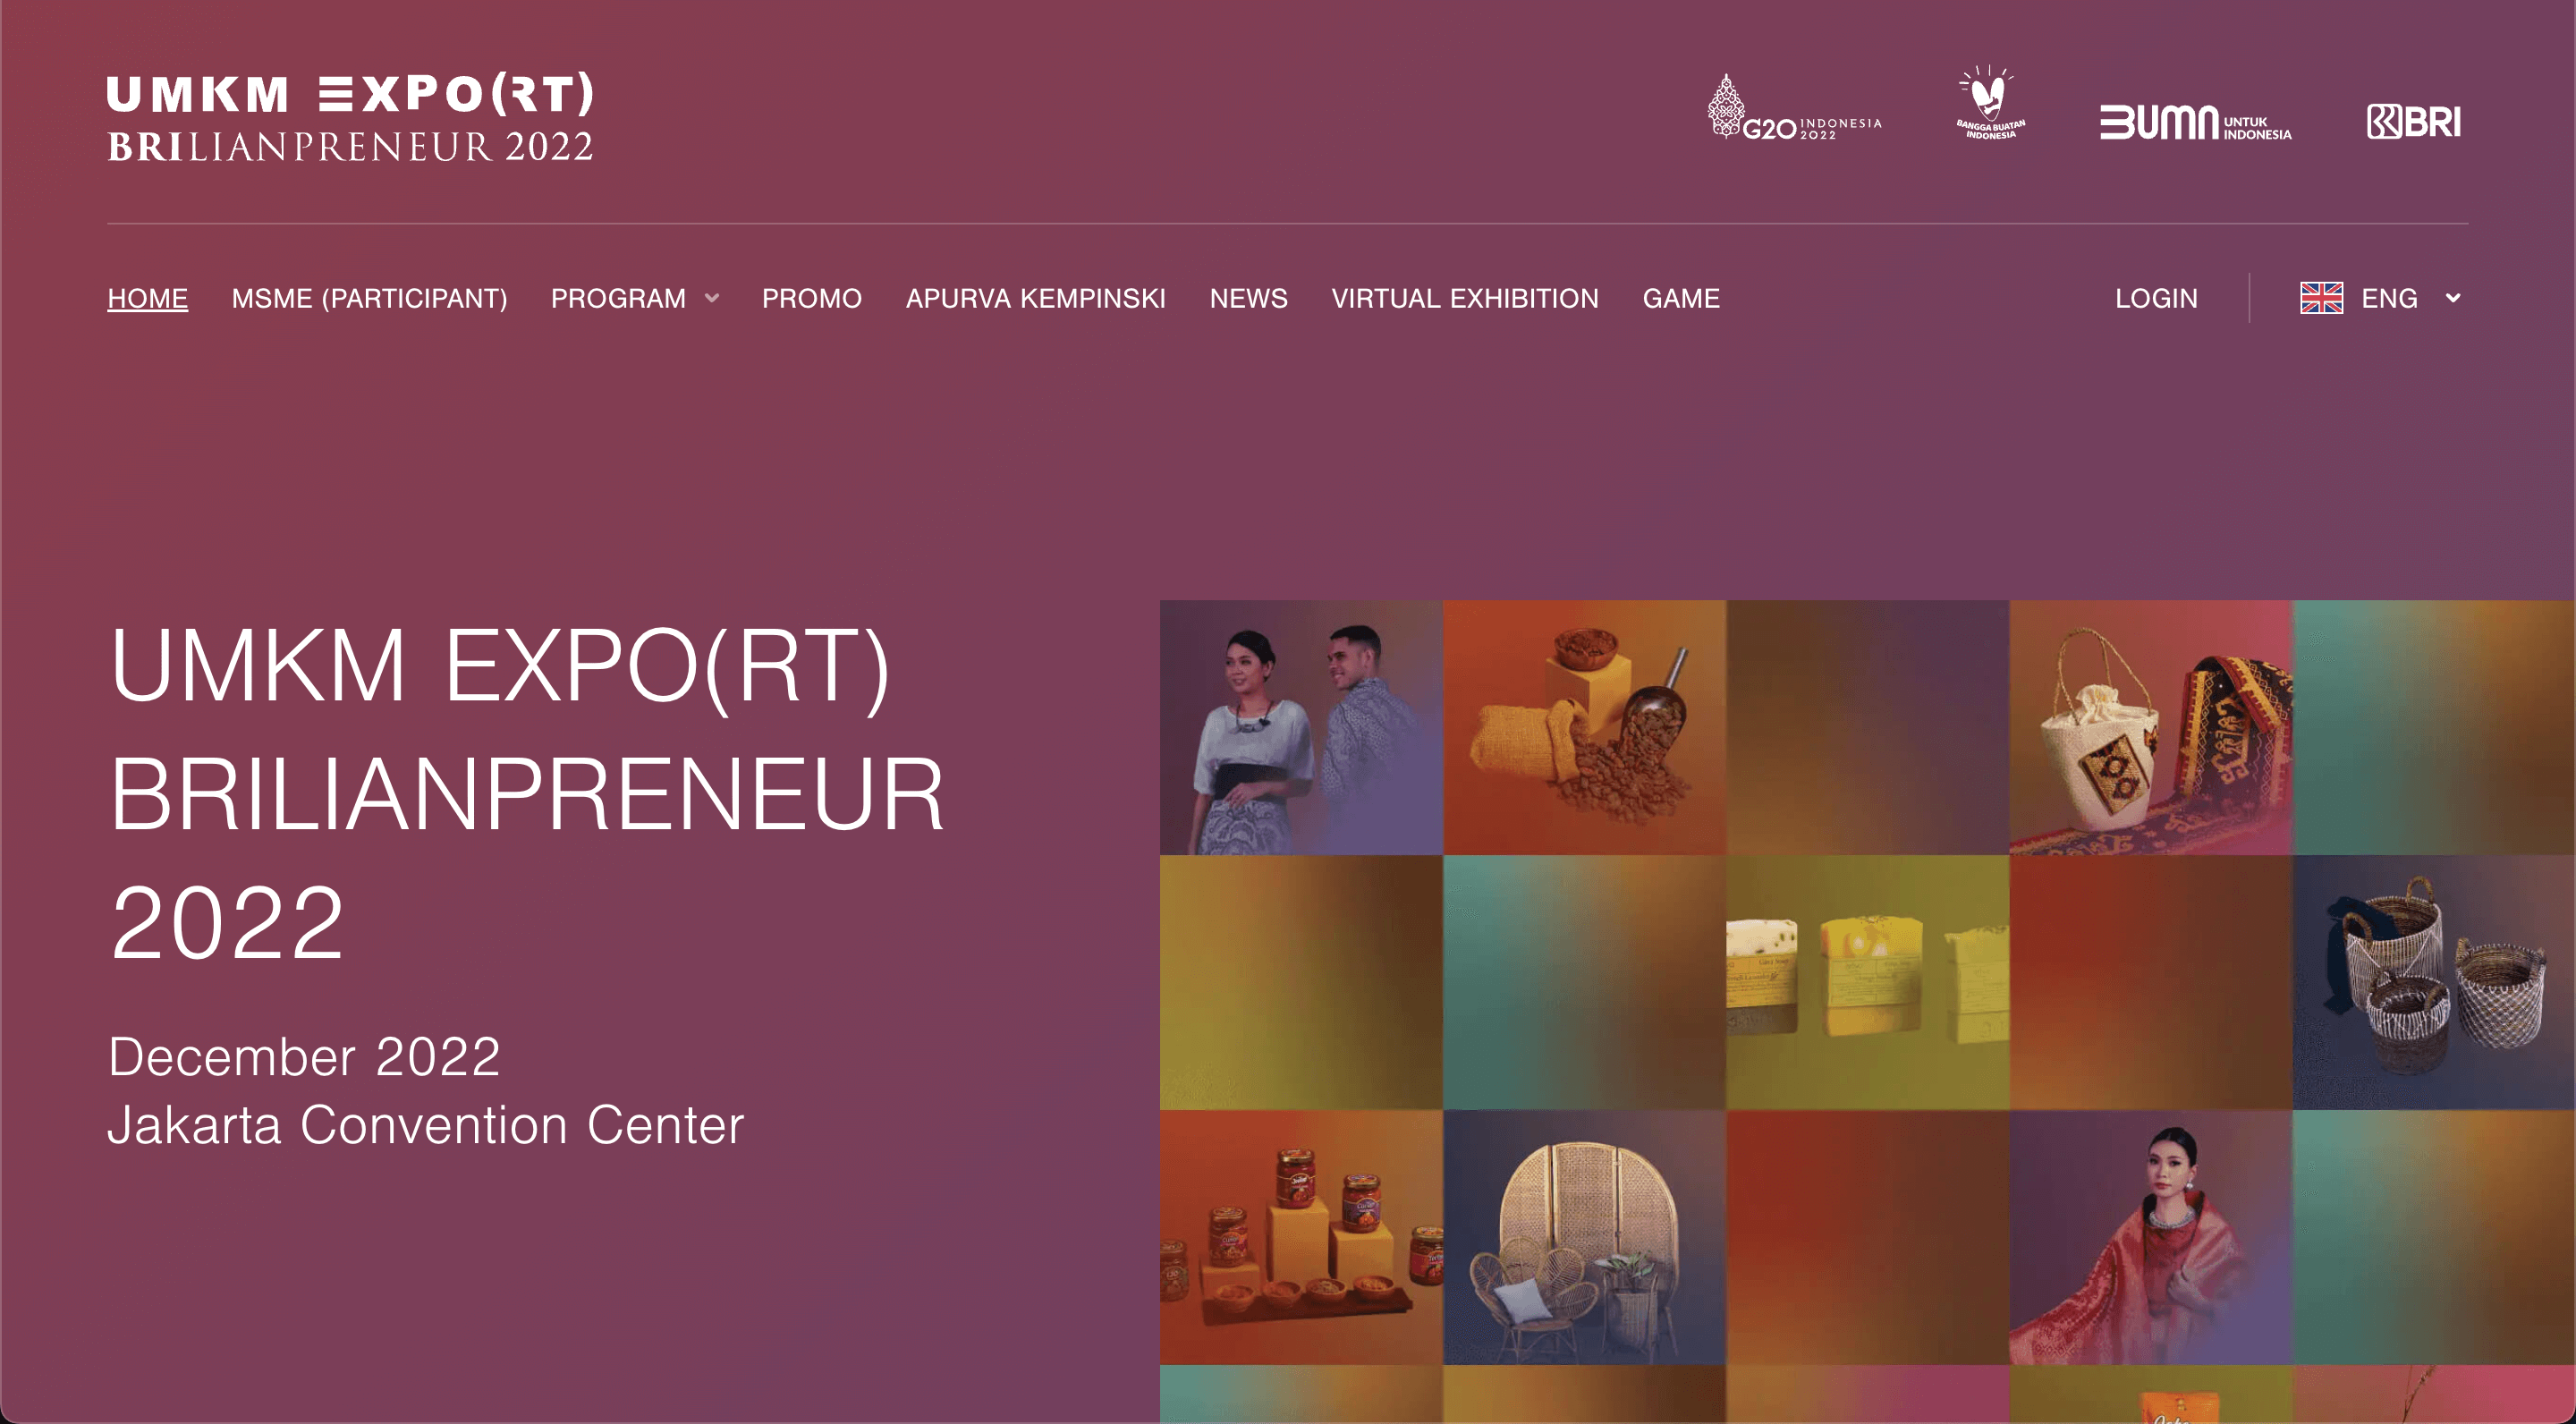 UMKM EXPO(RT)
BRILIANPRENEUR 2022
G20 INDONESIA
2022
BANGGA BUATAN
INDONESIA
BUMN UNTUK
INDONESIA
BRI
HOME MSME (PARTICIPANT) PROGRAM PROMO APURVA KEMPINSKI NEWS VIRTUAL EXHIBITION GAME LOGIN ENG
UMKM EXPO(RT)
BRILIANPRENEUR
2022
December 2022
Jakarta Convention Center